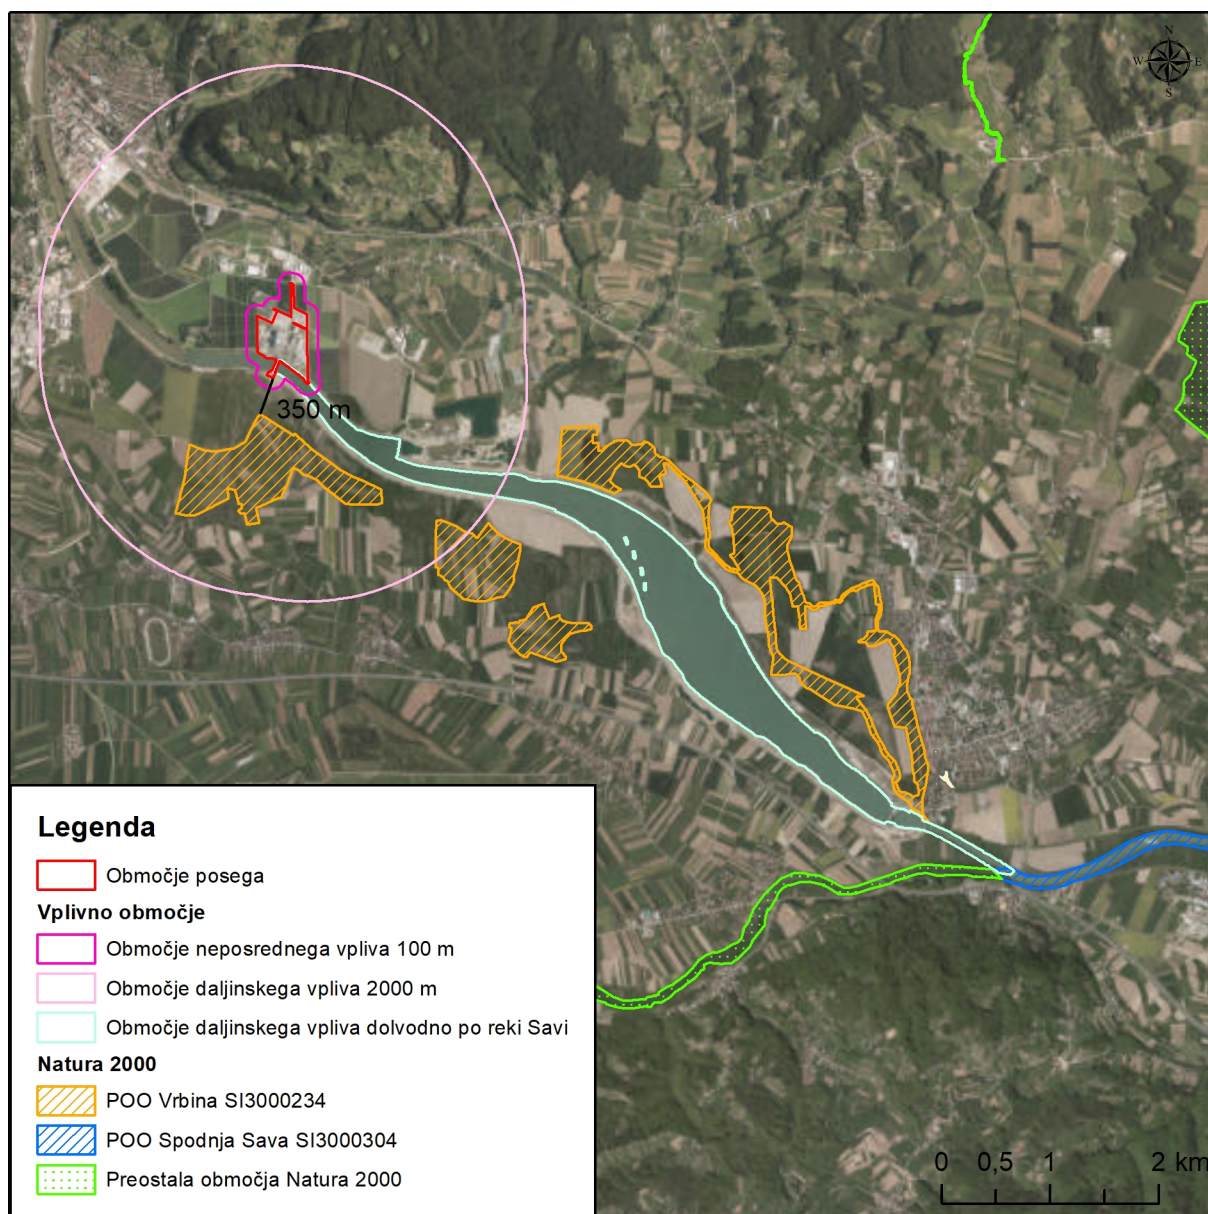 N
W E
S
350 m
Legenda
Območje posega
Vplivno območje
Območje neposrednega vpliva 100 m
Območje daljinskega vpliva 2000 m
Območje daljinskega vpliva dolvodno po reki Savi
Natura 2000
POO Vrbina SI3000234
POO Spodnja Sava SI3000304
Preostala območja Natura 2000
0 0,5 1 2 km